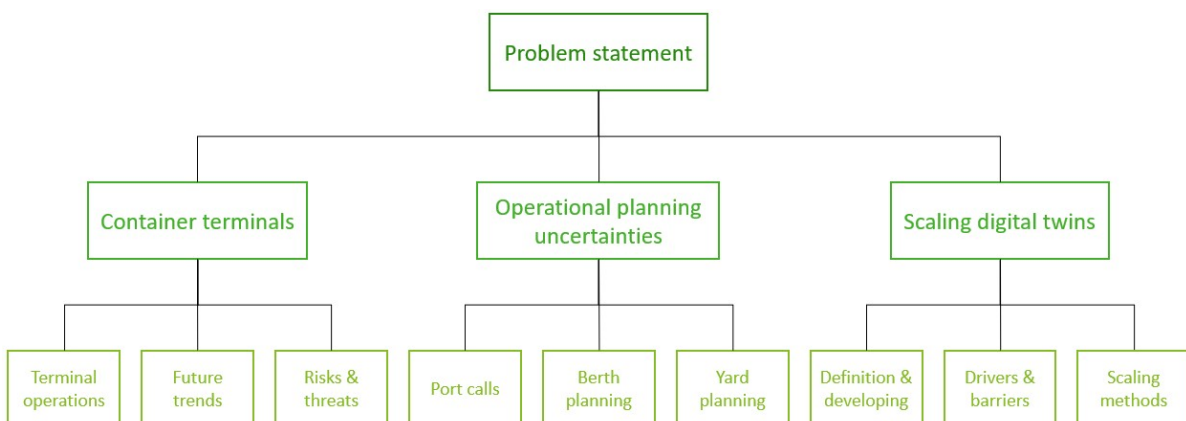 Problem statement
Container terminals
Operational planning
uncertainties
Scaling digital twins
Terminal
operations
Future
trends
Risks &
threats
Port calls
Berth
planning
Yard
planning
Definition &
developing
Drivers &
barriers
Scaling
methods